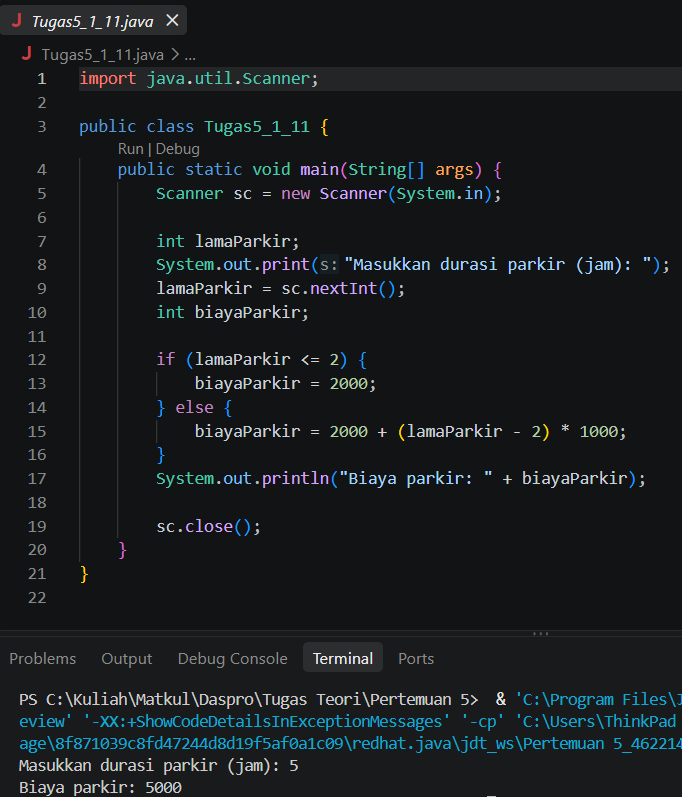 J Tugas5_1_11.java ✕
J Tugas5_1_11.java > ...
1 import java.util.Scanner;
2
3 public class Tugas5_1_11 {
Run | Debug
4 public static void main(String[] args) {
5 Scanner sc = new Scanner(System.in);
6
7 int lamaParkir;
8 System.out.print(s: "Masukkan durasi parkir (jam): ");
9 lamaParkir = sc.nextInt();
10 int biayaParkir;
11
12 if (lamaParkir <= 2) {
13 biayaParkir = 2000;
14 } else {
15 biayaParkir = 2000 + (lamaParkir - 2) * 1000;
16 }
17 System.out.println("Biaya parkir: " + biayaParkir);
18
19 sc.close();
20 }
21 }
22
Problems Output Debug Console Terminal Ports
PS C:\Kuliah\Matkul\Daspro\Tugas Teori\Pertemuan 5> & 'C:\Program Files\J
eview' '-XX:+ShowCodeDetailsInExceptionMessages' '-cp' 'C:\Users\ThinkPad
age\8f871039c8fd47244d8d19f5af0a1c09\redhat.java\jdt_ws\Pertemuan 5_462214
Masukkan durasi parkir (jam): 5
Biaya parkir: 5000